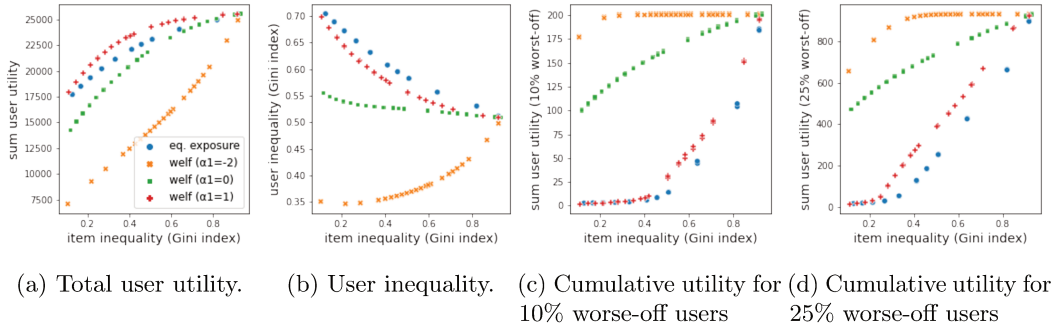 25000
22500
20000
17500
15000
12500
10000
7500
sum user utility
0.2 0.4 0.6 0.8
item inequality (Gini index)
eq. exposure
welf (α1=-2)
welf (α1=0)
welf (α1=1)
0.70
0.65
0.60
0.55
0.50
0.45
0.40
0.35
user inequality (Gini index)
0.2 0.4 0.6 0.8
item inequality (Gini index)
200
175
150
125
100
75
50
25
0
sum user utility (10% worst-off)
0.2 0.4 0.6 0.8
item inequality (Gini index)
800
600
400
200
0
sum user utility (25% worst-off)
0.2 0.4 0.6 0.8
item inequality (Gini index)
(a) Total user utility.
(b) User inequality.
(c) Cumulative utility for
10% worse-off users
(d) Cumulative utility for
25% worse-off users